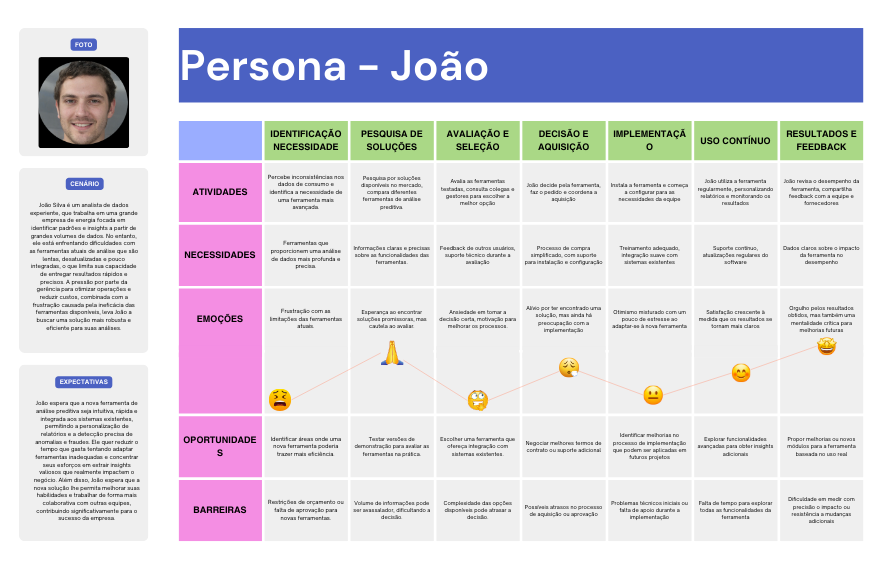 FOTO
CENÁRIO
João Silva é um analista de dados
experiente, que trabalha em uma grande
empresa de energia focada em
identificar padrões e insights a partir de
grandes volumes de dados. No entanto,
ele está enfrentando dificuldades com
as ferramentas atuais de análise que são
lentas, desatualizadas e pouco
integradas, o que limita sua capacidade
de entregar resultados rápidos e
precisos. A pressão por parte da
gerência para otimizar operações e
reduzir custos, combinada com a
frustração causada pela ineficácia das
ferramentas disponíveis, leva João a
buscar uma solução mais robusta e
eficiente para suas análises.
EXPECTATIVAS
João espera que a nova ferramenta de
análise preditiva seja intuitiva, rápida e
integrada aos sistemas existentes,
permitindo a personalização de
relatórios e a detecção precisa de
anomalias e fraudes. Ele quer reduzir o
tempo que gasta tentando adaptar
ferramentas inadequadas e concentrar
seus esforços em extrair insights
valiosos que realmente impactem o
negócio. Além disso, João espera que a
nova solução lhe permita melhorar suas
habilidades e trabalhar de forma mais
colaborativa com outras equipes,
contribuindo significativamente para o
sucesso da empresa.
Persona - João
IDENTIFICAÇÃO
NECESSIDADE
PESQUISA DE
SOLUÇÕES
AVALIAÇÃO E
SELEÇÃO
DECISÃO E
AQUISIÇÃO
IMPLEMENTAÇÃ
O
USO CONTÍNUO
RESULTADOS E
FEEDBACK
ATIVIDADES
Percebe inconsistências nos
dados de consumo e
identifica a necessidade de
uma ferramenta mais
avançada.
Pesquisa por soluções
disponíveis no mercado,
compara diferentes
ferramentas de análise
preditiva.
Avalia as ferramentas
testadas, consulta colegas e
gestores para escolher a
melhor opção
João decide pela ferramenta,
faz o pedido e coordena a
aquisição
Instala a ferramenta e começa
a configurar para as
necessidades da equipe
João utiliza a ferramenta
regularmente, personalizando
relatórios e monitorando os
resultados
João revisa o desempenho da
ferramenta, compartilha
feedback com a equipe e
fornecedores
NECESSIDADES
Ferramentas que
proporcionem uma análise
de dados mais profunda e
precisa.
Informações claras e precisas
sobre as funcionalidades das
ferramentas.
Feedback de outros usuários,
suporte técnico durante a
avaliação
Processo de compra
simplificado, com suporte
para instalação e configuração
Treinamento adequado,
integração suave com
sistemas existentes
Suporte contínuo,
atualizações regulares do
software
Dados claros sobre o impacto
da ferramenta no
desempenho
EMOÇÕES
Frustração com as
limitações das ferramentas
atuais.
Esperança ao encontrar
soluções promissoras, mas
cautela ao avaliar.
Ansiedade em tomar a
decisão certa, motivação para
melhorar os processos.
Alívio por ter encontrado uma
solução, mas ainda há
preocupação com a
implementação
Otimismo misturado com um
pouco de estresse ao
adaptar-se à nova ferramenta
Satisfação crescente à
medida que os resultados se
tornam mais claros
Orgulho pelos resultados
obtidos, mas também uma
mentalidade crítica para
melhorias futuras
OPORTUNIDADE
S
Identificar áreas onde uma
nova ferramenta poderia
trazer mais eficiência.
Testar versões de
demonstração para avaliar as
ferramentas na prática.
Escolher uma ferramenta que
ofereça integração com
sistemas existentes.
Negociar melhores termos de
contrato ou suporte adicional
Identificar melhorias no
processo de implementação
que podem ser aplicadas em
futuros projetos
Explorar funcionalidades
avançadas para obter insights
adicionais
Propor melhorias ou novos
módulos para a ferramenta
baseada no uso real
BARREIRAS
Restrições de orçamento ou
falta de aprovação para
novas ferramentas.
Volume de informações pode
ser avassalador, dificultando a
decisão
Complexidade das opções
disponíveis pode atrasar a
decisão.
Possíveis atrasos no processo
de aquisição ou aprovação
Problemas técnicos iniciais ou
falta de apoio durante a
implementação
Falta de tempo para explorar
todas as funcionalidades da
ferramenta
Dificuldade em medir com
precisão o impacto ou
resistência a mudanças
adicionais